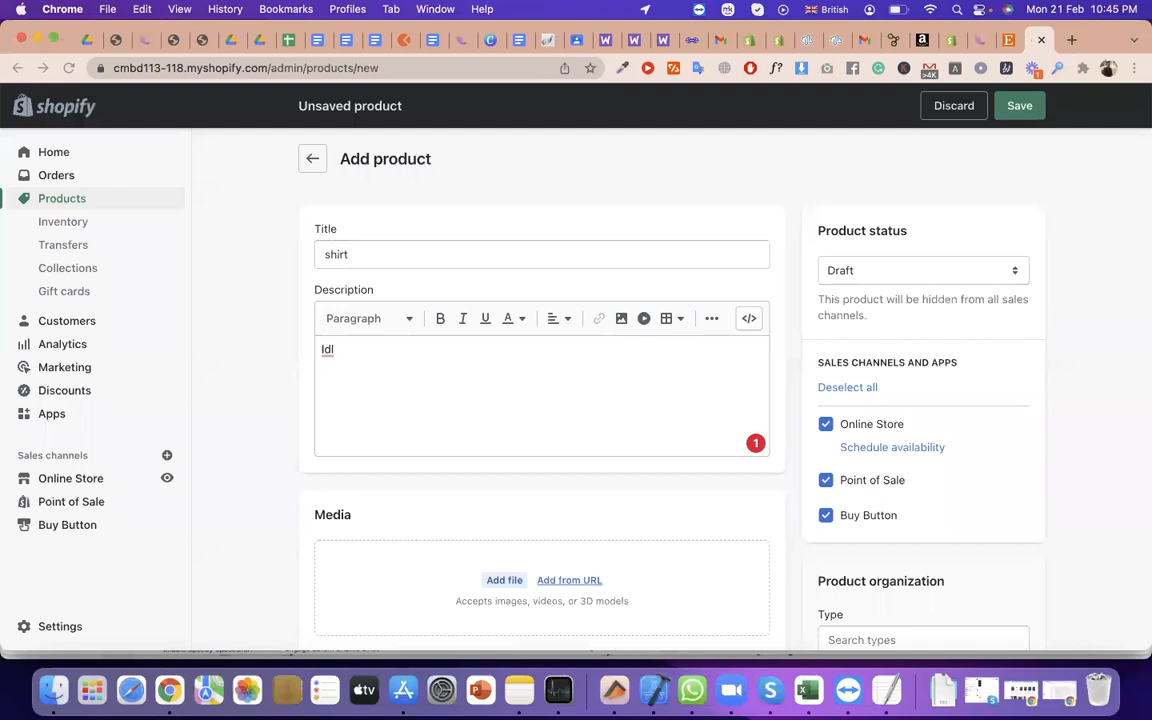 Chrome File Edit View History Bookmarks Profiles Tab Window Help British Mon 21 Feb 10:45 PM
cmbd113-118.myshopify.com/admin/products/new
shopify Unsaved product Discard Save
Home
Orders
Products
Inventory
Transfers
Collections
Gift cards
Customers
Analytics
Marketing
Discounts
Apps
Sales channels
Online Store
Point of Sale
Buy Button
Settings
Add product
Title
shirt
Description
Paragraph B I U A </>
Idl
1
Media
Add file Add from URL
Accepts images, videos, or 3D models
Product status
Draft
This product will be hidden from all sales
channels.
SALES CHANNELS AND APPS
Deselect all
Online Store
Schedule availability
Point of Sale
Buy Button
Product organization
Type
Search types